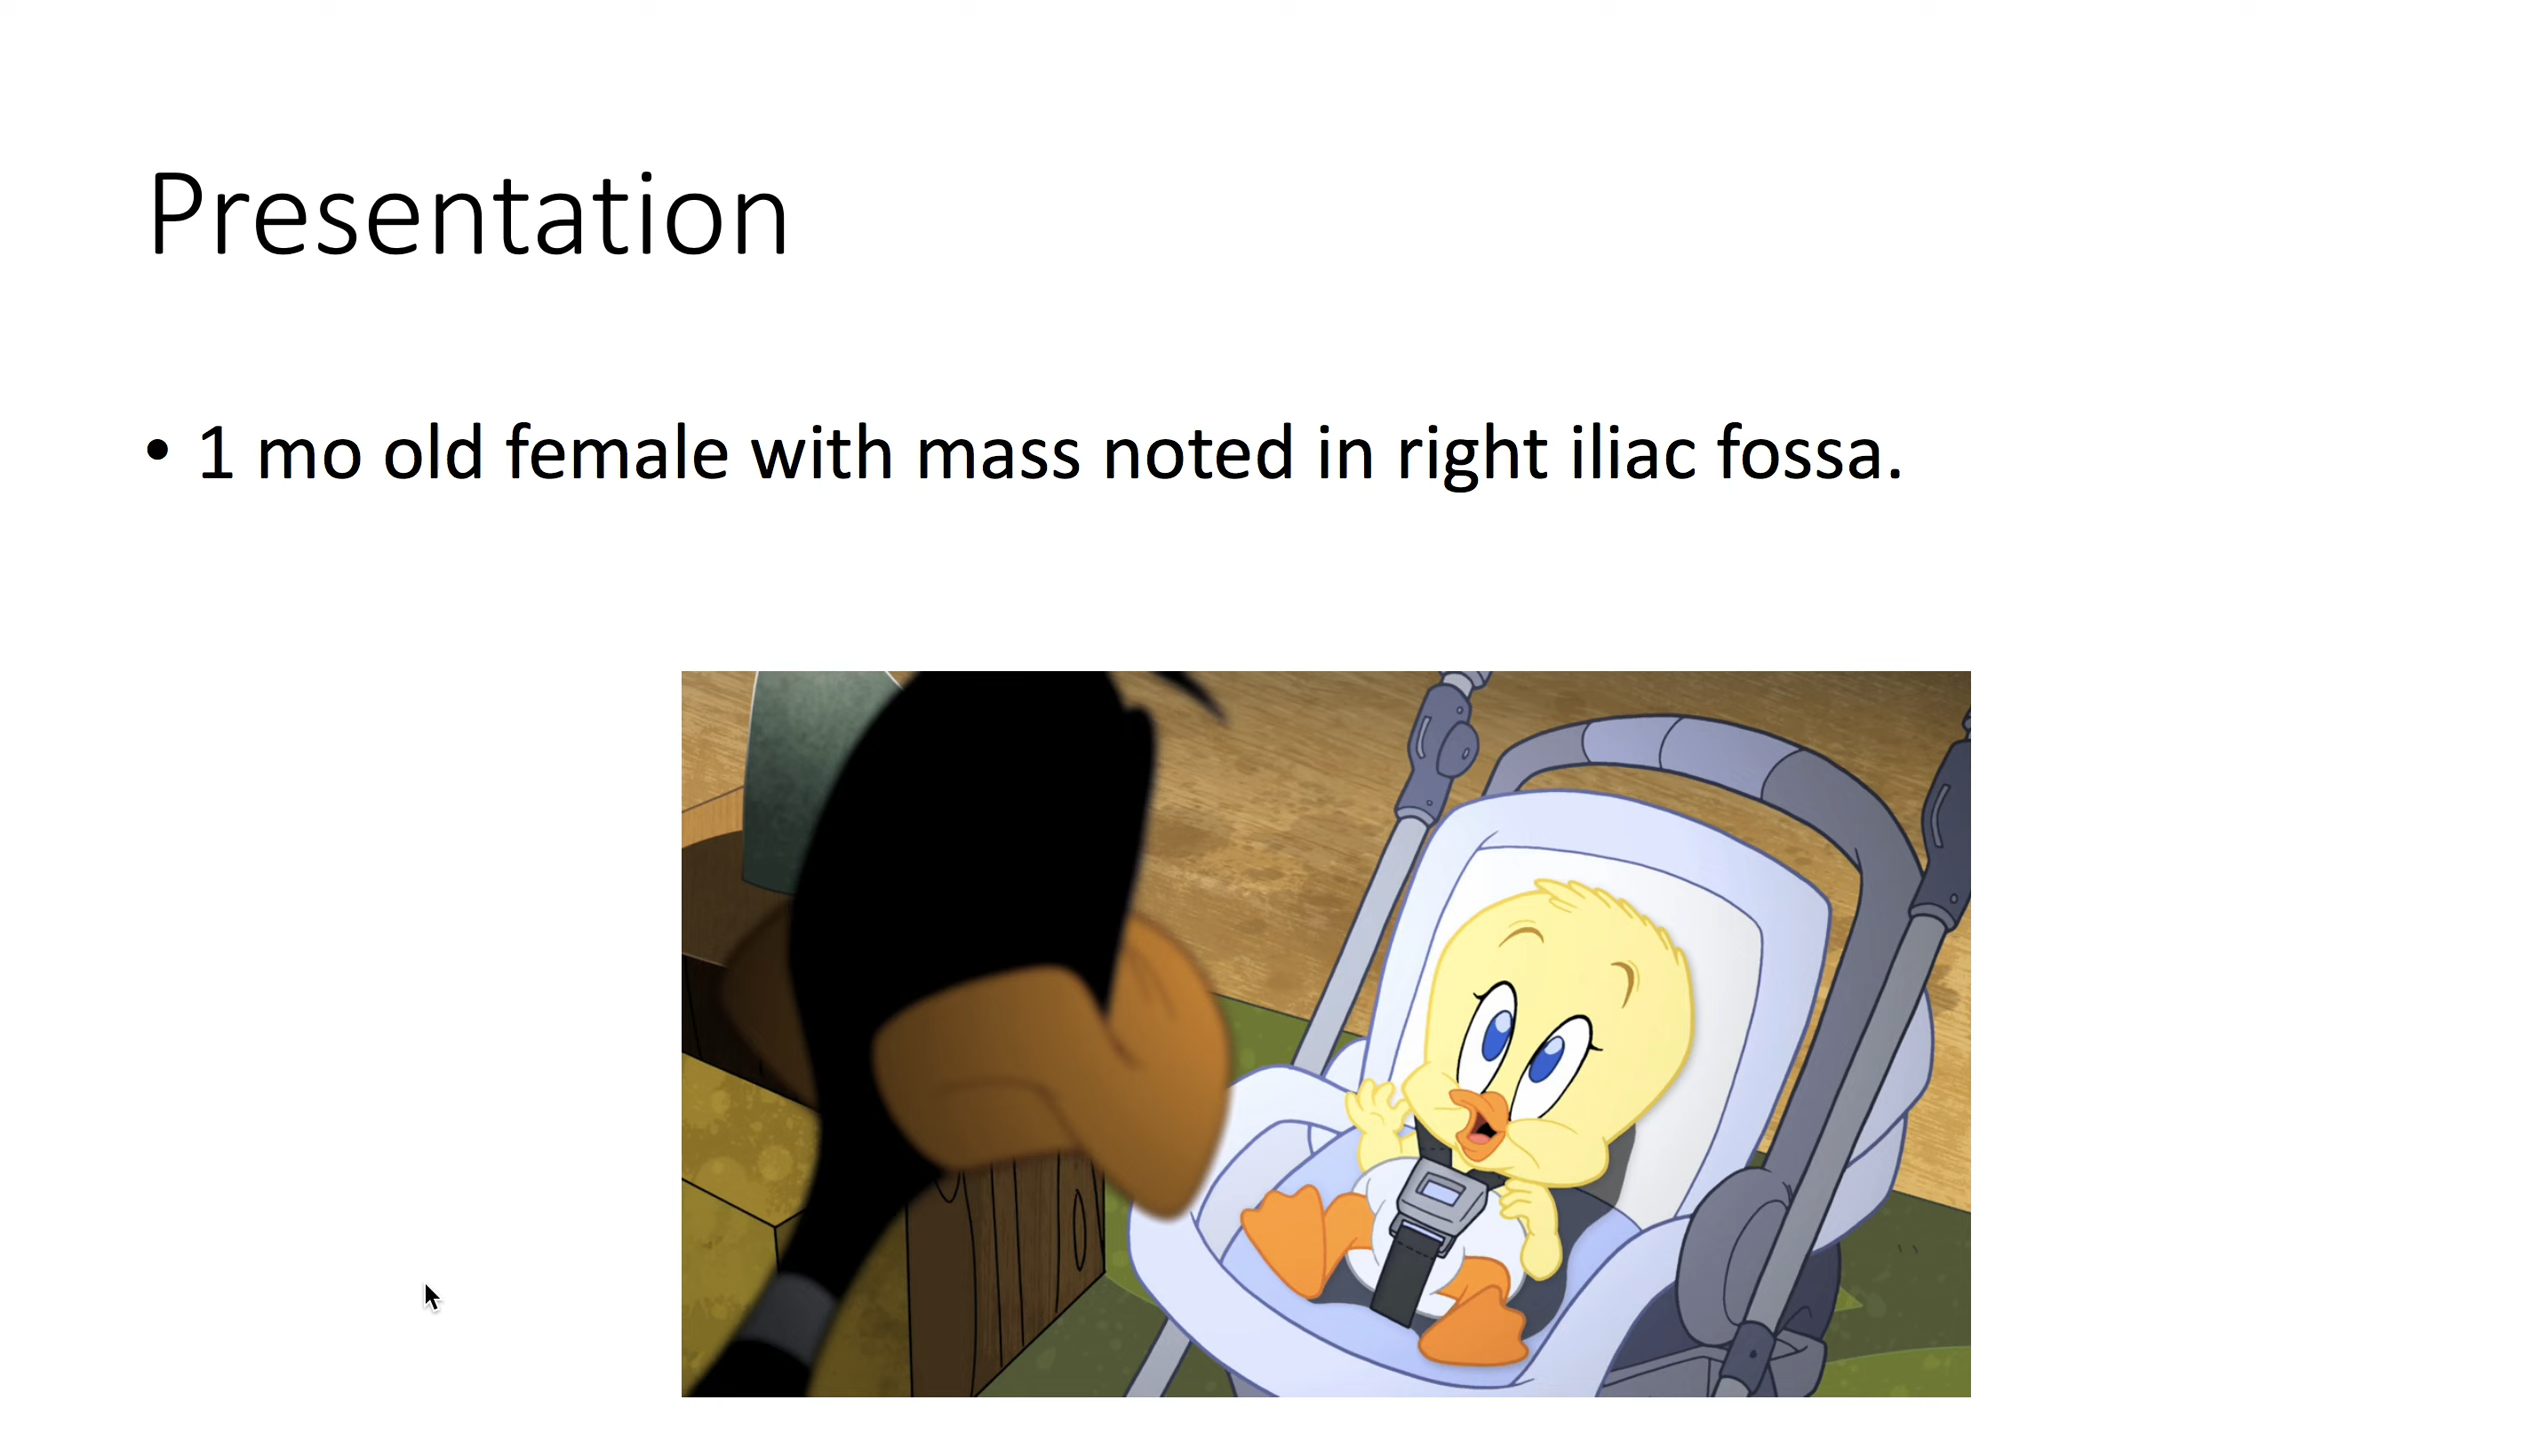 Presentation
• 1 mo old female with mass noted in right iliac fossa.